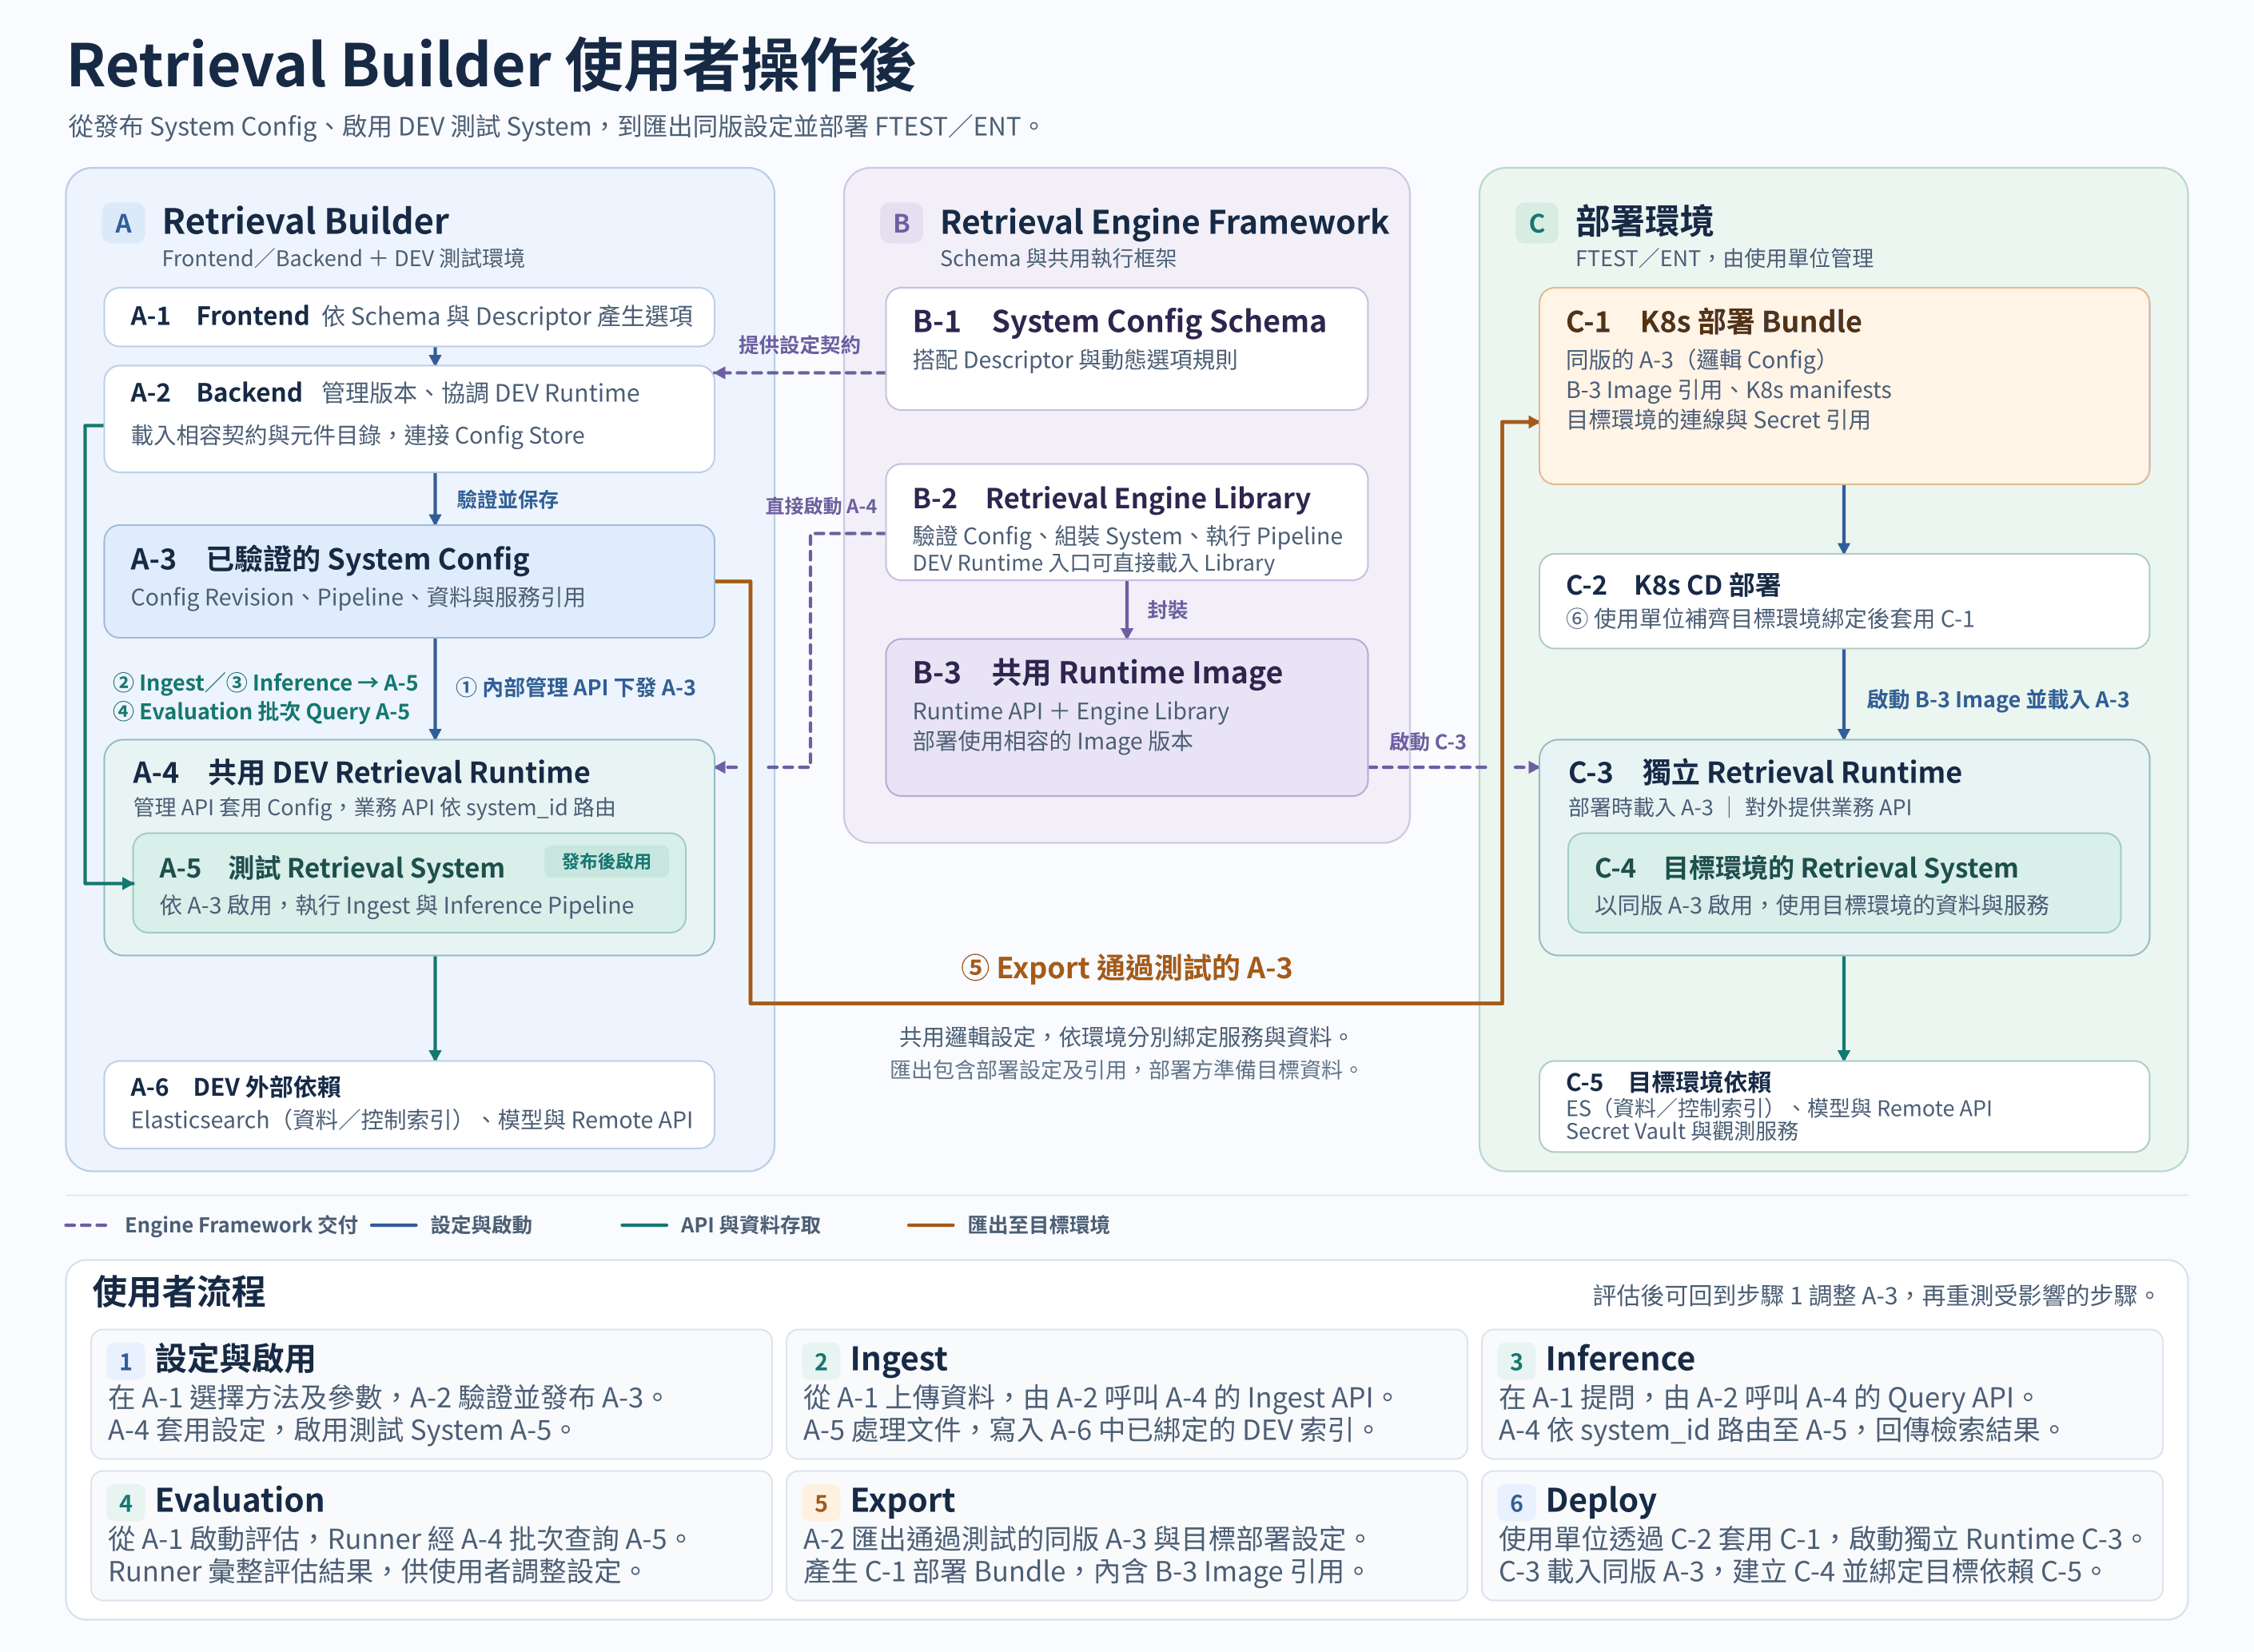 Retrieval Builder 使用者操作後
從發布 System Config、啟用 DEV 測試 System，到匯出同版設定並部署 FTEST／ENT。
A Retrieval Builder
Frontend／Backend ＋ DEV 測試環境
A-1 Frontend 依 Schema 與 Descriptor 產生選項
A-2 Backend 管理版本、協調 DEV Runtime
載入相容契約與元件目錄，連接 Config Store
驗證並保存
A-3 已驗證的 System Config
Config Revision、Pipeline、資料與服務引用
② Ingest／③ Inference → A-5
④ Evaluation 批次 Query A-5
① 內部管理 API 下發 A-3
A-4 共用 DEV Retrieval Runtime
管理 API 套用 Config，業務 API 依 system_id 路由
A-5 測試 Retrieval System 發布後啟用
依 A-3 啟用，執行 Ingest 與 Inference Pipeline
A-6 DEV 外部依賴
Elasticsearch（資料／控制索引）、模型與 Remote API
提供設定契約
直接啟動 A-4
B Retrieval Engine Framework
Schema 與共用執行框架
B-1 System Config Schema
搭配 Descriptor 與動態選項規則
B-2 Retrieval Engine Library
驗證 Config、組裝 System、執行 Pipeline
DEV Runtime 入口可直接載入 Library
封裝
B-3 共用 Runtime Image
Runtime API ＋ Engine Library
部署使用相容的 Image 版本
啟動 C-3
⑤ Export 通過測試的 A-3
共用邏輯設定，依環境分別綁定服務與資料。
匯出包含部署設定及引用，部署方準備目標資料。
C 部署環境
FTEST／ENT，由使用單位管理
C-1 K8s 部署 Bundle
同版的 A-3（邏輯 Config）
B-3 Image 引用、K8s manifests
目標環境的連線與 Secret 引用
C-2 K8s CD 部署
⑥ 使用單位補齊目標環境綁定後套用 C-1
啟動 B-3 Image 並載入 A-3
C-3 獨立 Retrieval Runtime
部署時載入 A-3｜對外提供業務 API
C-4 目標環境的 Retrieval System
以同版 A-3 啟用，使用目標環境的資料與服務
C-5 目標環境依賴
ES（資料／控制索引）、模型與 Remote API
Secret Vault 與觀測服務
Engine Framework 交付 設定與啟動 API 與資料存取 匯出至目標環境
使用者流程
評估後可回到步驟 1 調整 A-3，再重測受影響的步驟。
1 設定與啟用
在 A-1 選擇方法及參數，A-2 驗證並發布 A-3。
A-4 套用設定，啟用測試 System A-5。
2 Ingest
從 A-1 上傳資料，由 A-2 呼叫 A-4 的 Ingest API。
A-5 處理文件，寫入 A-6 中已綁定的 DEV 索引。
3 Inference
在 A-1 提問，由 A-2 呼叫 A-4 的 Query API。
A-4 依 system_id 路由至 A-5，回傳檢索結果。
4 Evaluation
從 A-1 啟動評估，Runner 經 A-4 批次查詢 A-5。
Runner 彙整評估結果，供使用者調整設定。
5 Export
A-2 匯出通過測試的同版 A-3 與目標部署設定。
產生 C-1 部署 Bundle，內含 B-3 Image 引用。
6 Deploy
使用單位透過 C-2 套用 C-1，啟動獨立 Runtime C-3。
C-3 載入同版 A-3，建立 C-4 並綁定目標依賴 C-5。